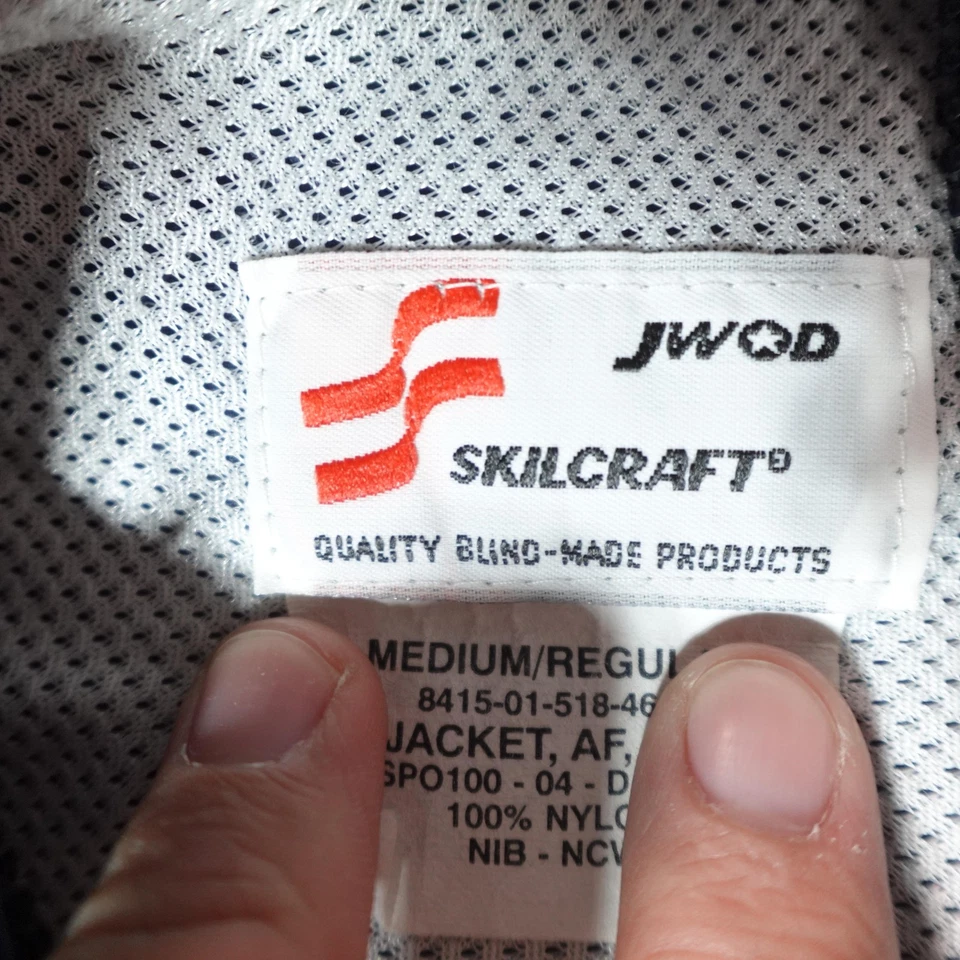 JWOD
SKILCRAFT®
QUALITY BLIND-MADE PRODUCTS
MEDIUM/REGUL
8415-01-518-46
JACKET, AF,
SPO100 - 04 - D
100% NYLO
NIB - NCV